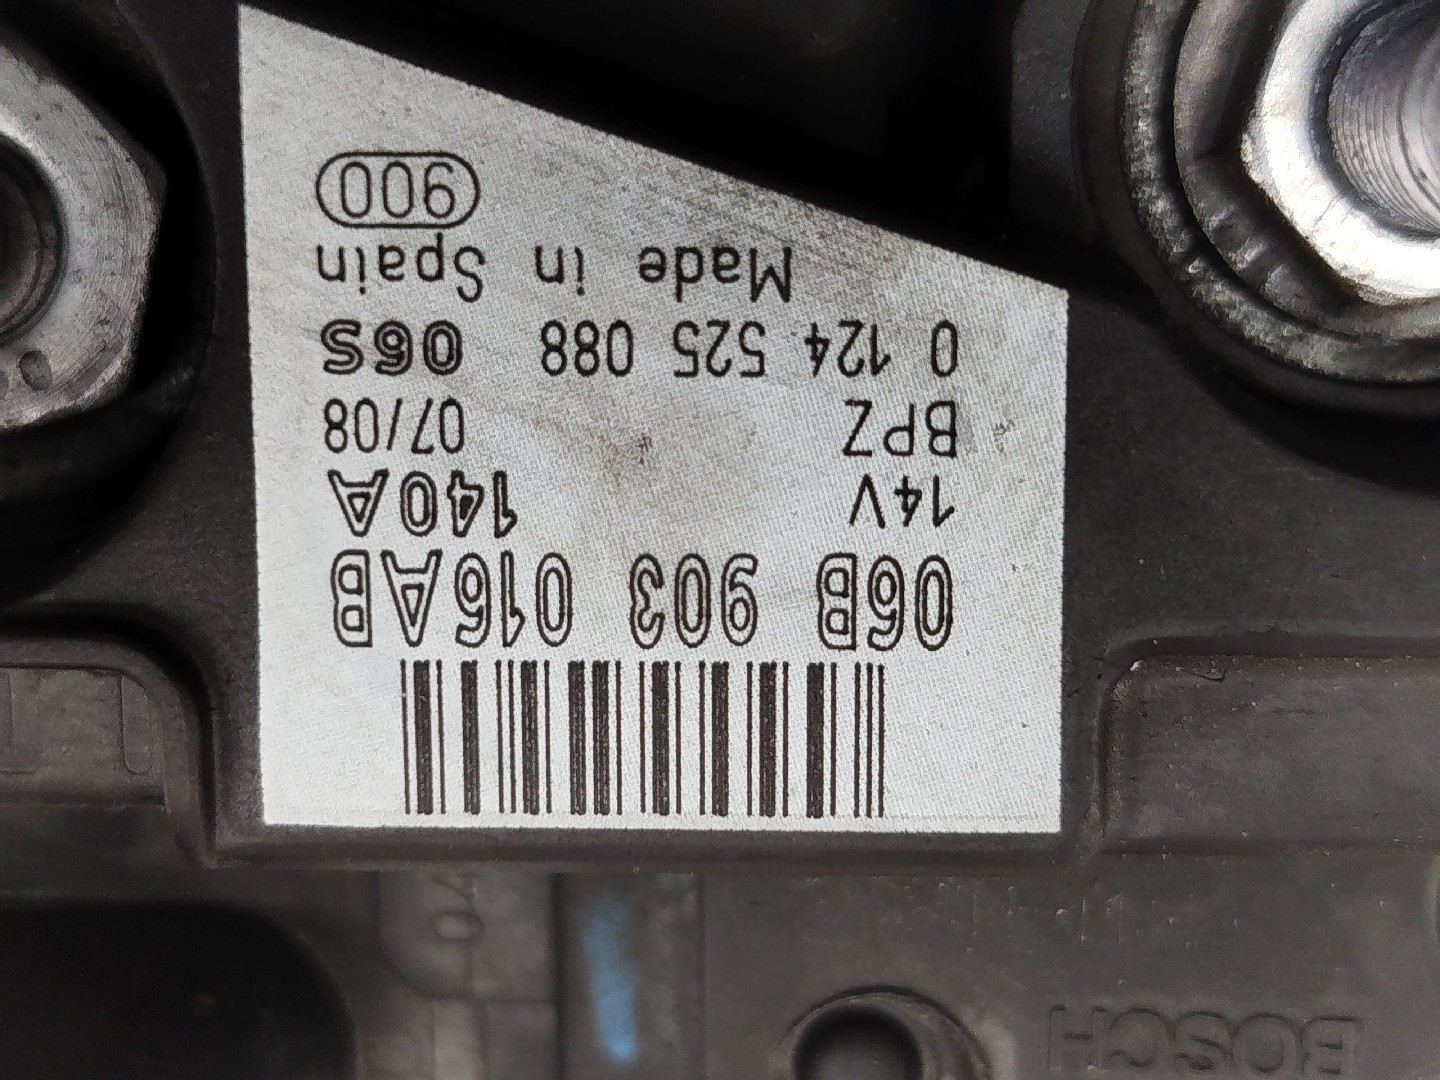 BOSCH
06B 903 016AB
14V 140A
BPZ 07/08
0 124 525 088 06S
Made in Spain
900